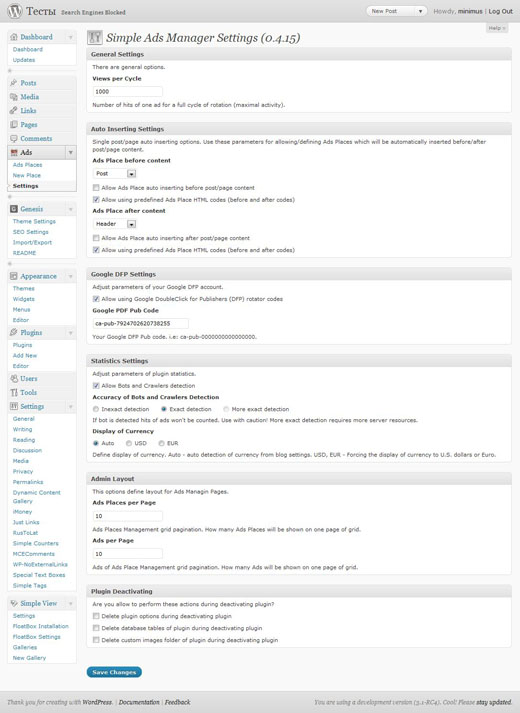 Тесты Search Engines Blocked
New Post
Howdy, minimus | Log Out
Help
Simple Ads Manager Settings (0.4.15)
Dashboard
Dashboard
Updates
Posts
Media
Links
Pages
Comments
Ads
Ads Places
New Place
Settings
Genesis
Theme Settings
SEO Settings
Import/Export
README
Appearance
Themes
Widgets
Menus
Editor
Plugins
Plugins
Add New
Editor
Users
Tools
Settings
General
Writing
Reading
Discussion
Media
Privacy
Permalinks
Dynamic Content
Gallery
iMoney
Just Links
RusToLat
Simple Counters
MCEComments
WP-NoExternalLinks
Special Text Boxes
Simple Tags
Simple View
Settings
FloatBox Installation
FloatBox Settings
Galleries
New Gallery
General Settings
There are general options.
Views per Cycle
1000
Number of hits of one ad for a full cycle of rotation (maximal activity).
Auto Inserting Settings
Single post/page auto inserting options. Use these parameters for allowing/defining Ads Places which will be automatically inserted before/after
post/page content.
Ads Place before content
Post
Allow Ads Place auto inserting before post/page content
Allow using predefined Ads Place HTML codes (before and after codes)
Ads Place after content
Header
Allow Ads Place auto inserting after post/page content
Allow using predefined Ads Place HTML codes (before and after codes)
Google DFP Settings
Adjust parameters of your Google DFP account.
Allow using Google DoubleClick for Publishers (DFP) rotator codes
Google PDF Pub Code
ca-pub-7924702620738255
Your Google DFP Pub code. i.e: ca-pub-0000000000000000.
Statistics Settings
Adjust parameters of plugin statistics.
Allow Bots and Crawlers detection
Accuracy of Bots and Crawlers Detection
Inexact detection Exact detection More exact detection
If bot is detected hits of ads won't be counted. Use with caution! More exact detection requires more server resources.
Display of Currency
Auto USD EUR
Define display of currency. Auto - auto detection of currency from blog settings. USD, EUR - Forcing the display of currency to U.S. dollars or Euro.
Admin Layout
This options define layout for Ads Managin Pages.
Ads Places per Page
10
Ads Places Management grid pagination. How many Ads Places will be shown on one page of grid.
Ads per Page
10
Ads of Ads Place Management grid pagination. How many Ads will be shown on one page of grid.
Plugin Deactivating
Are you allow to perform these actions during deactivating plugin?
Delete plugin options during deactivating plugin
Delete database tables of plugin during deactivating plugin
Delete custom images folder of plugin during deactivating plugin
Save Changes
Thank you for creating with WordPress. | Documentation | Feedback
You are using a development version (3.1-RC4). Cool! Please stay updated.